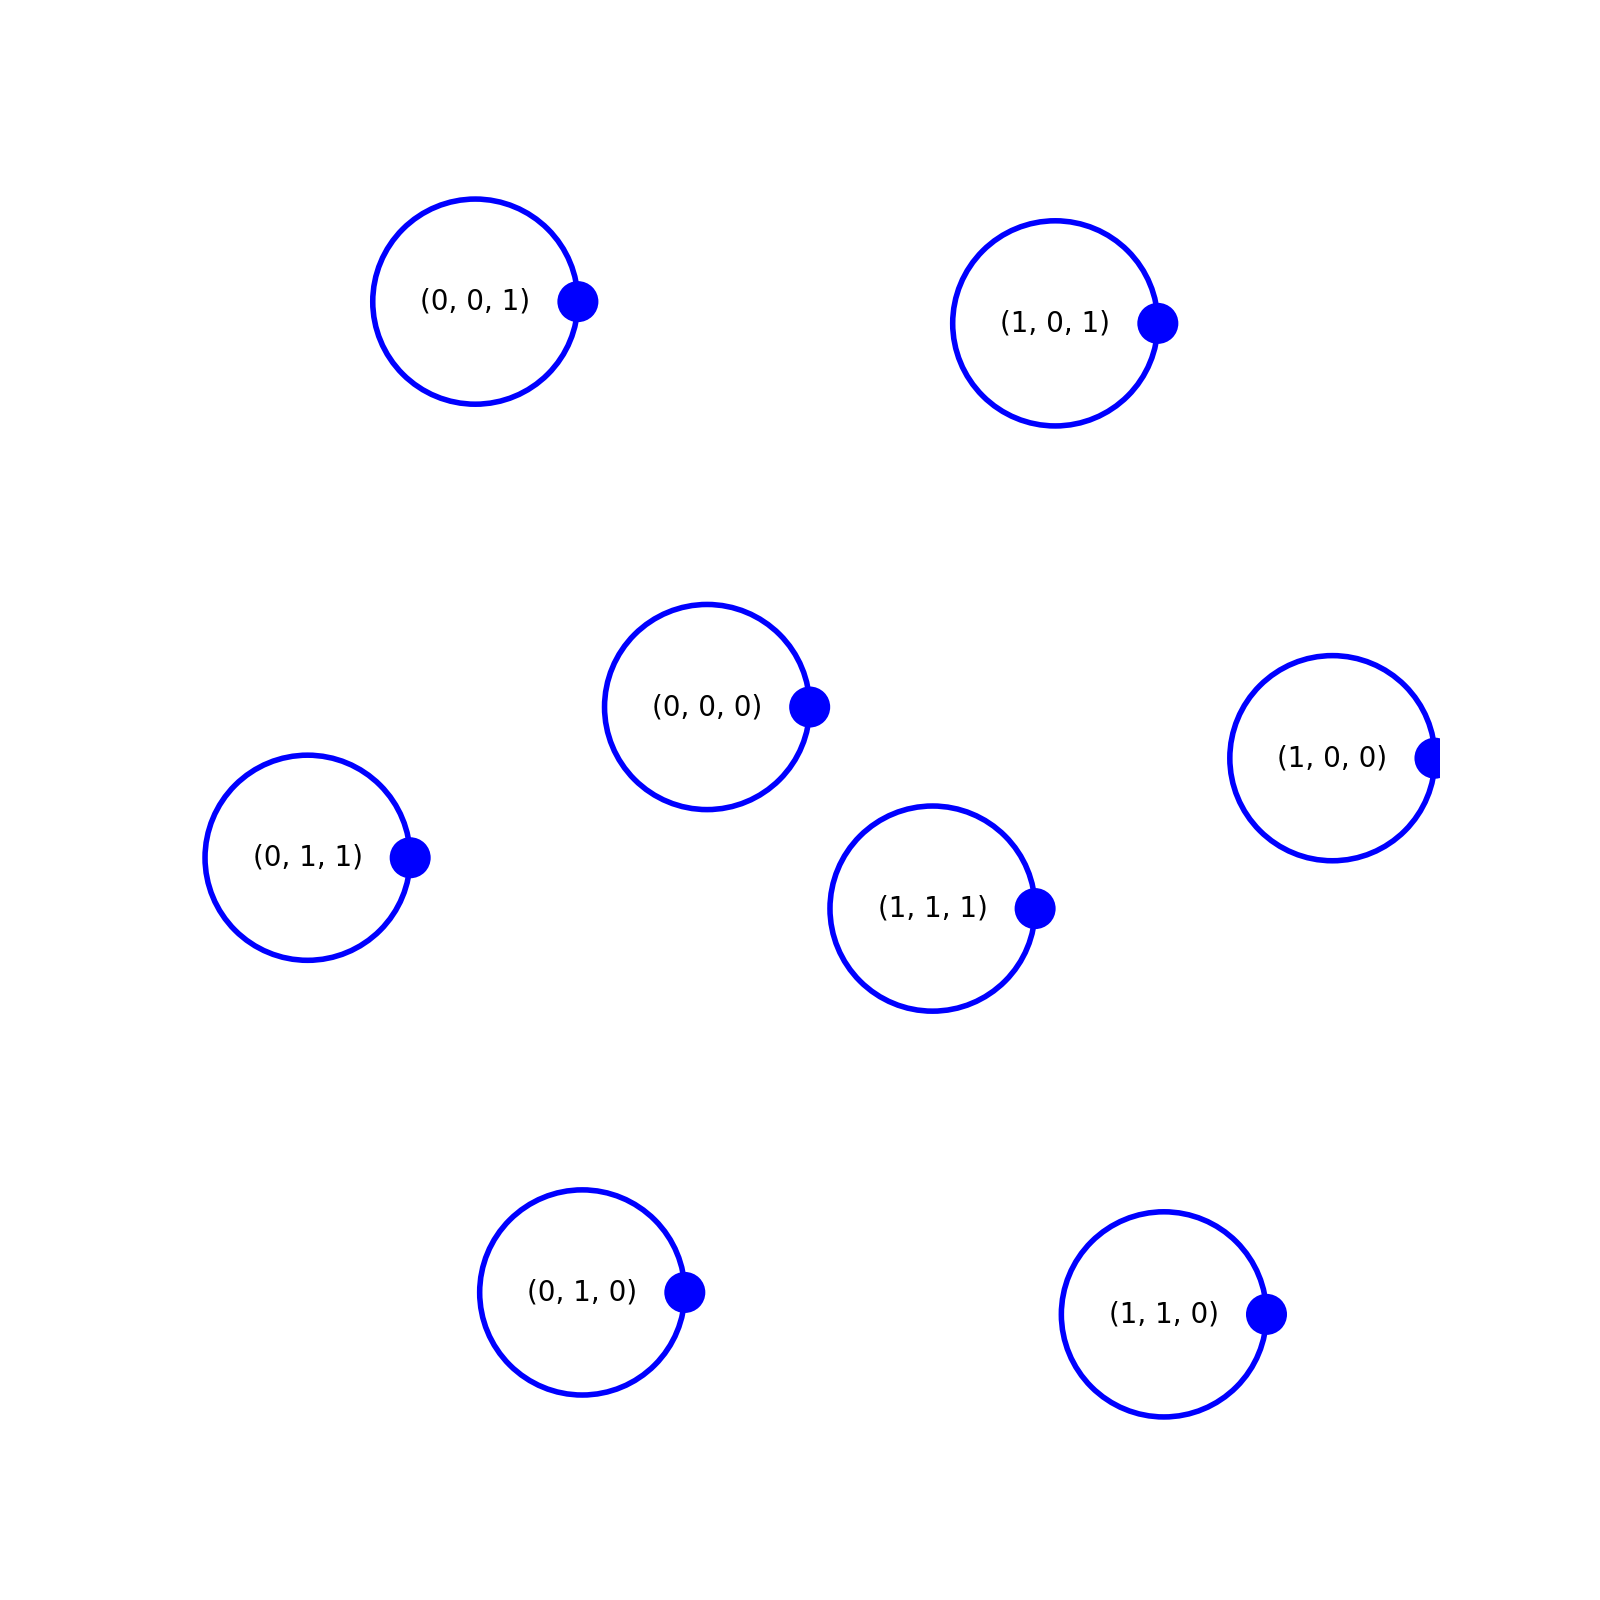 (0, 0, 1)
(1, 0, 1)
(0, 0, 0)
(1, 0, 0)
(0, 1, 1)
(1, 1, 1)
(0, 1, 0)
(1, 1, 0)